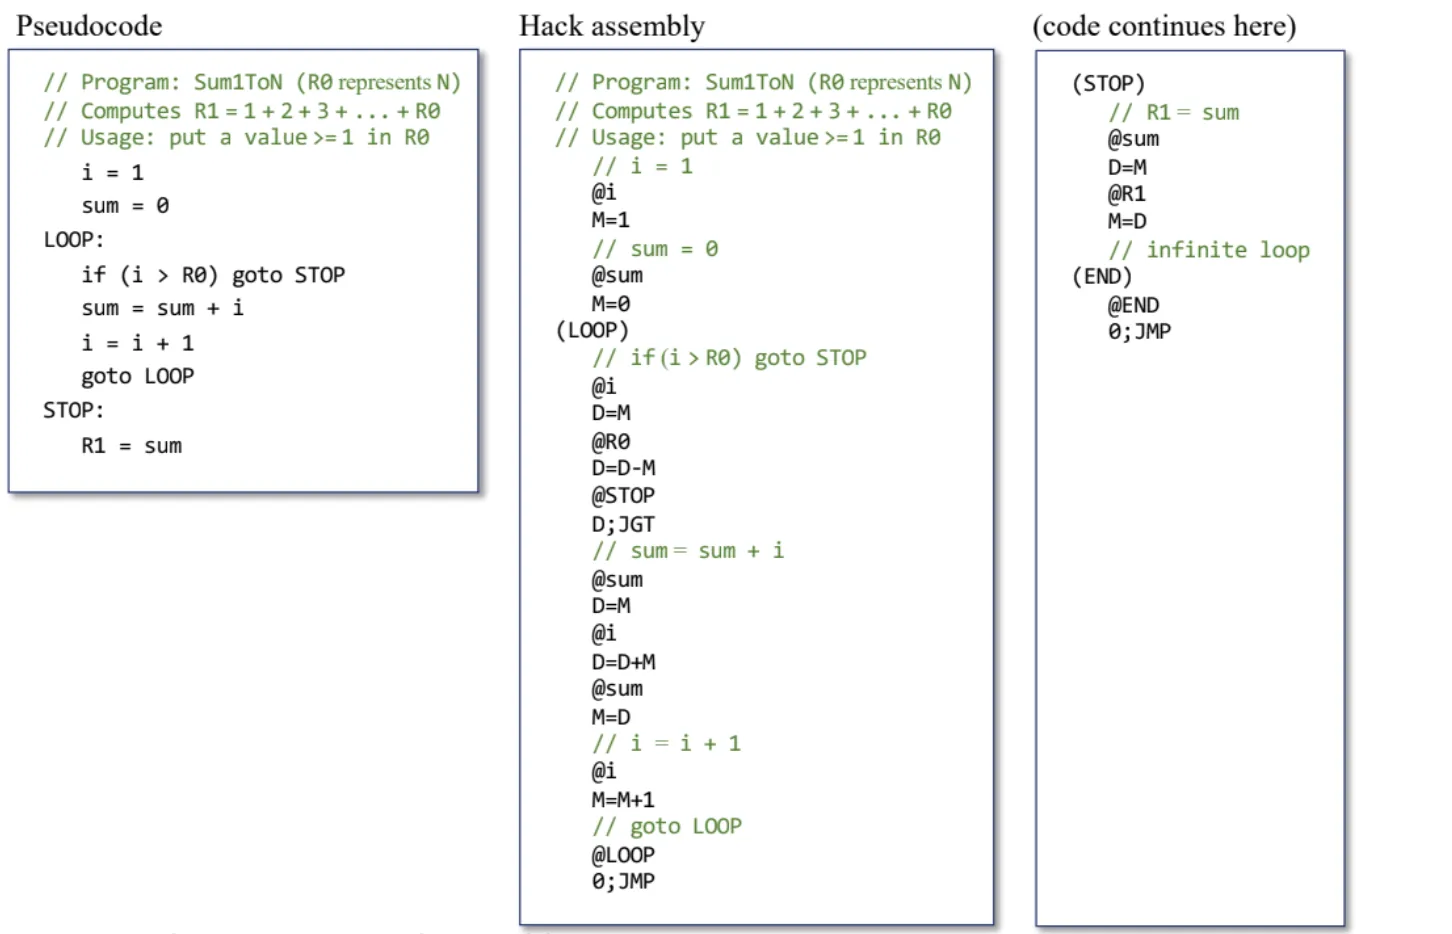 Pseudocode
// Program: Sum1ToN (R0 represents N)
// Computes R1 = 1 + 2 + 3 + ... + R0
// Usage: put a value >= 1 in R0
i = 1
sum = 0
LOOP:
if (i > R0) goto STOP
sum = sum + i
i = i + 1
goto LOOP
STOP:
R1 = sum
Hack assembly
// Program: Sum1ToN (R0 represents N)
// Computes R1 = 1 + 2 + 3 + ... + R0
// Usage: put a value >= 1 in R0
// i = 1
@i
M=1
// sum = 0
@sum
M=0
(LOOP)
// if (i > R0) goto STOP
@i
D=M
@R0
D=D-M
@STOP
D;JGT
// sum = sum + i
@sum
D=M
@i
D=D+M
@sum
M=D
// i = i + 1
@i
M=M+1
// goto LOOP
@LOOP
0;JMP
(code continues here)
(STOP)
// R1 = sum
@sum
D=M
@R1
M=D
// infinite loop
(END)
@END
0;JMP